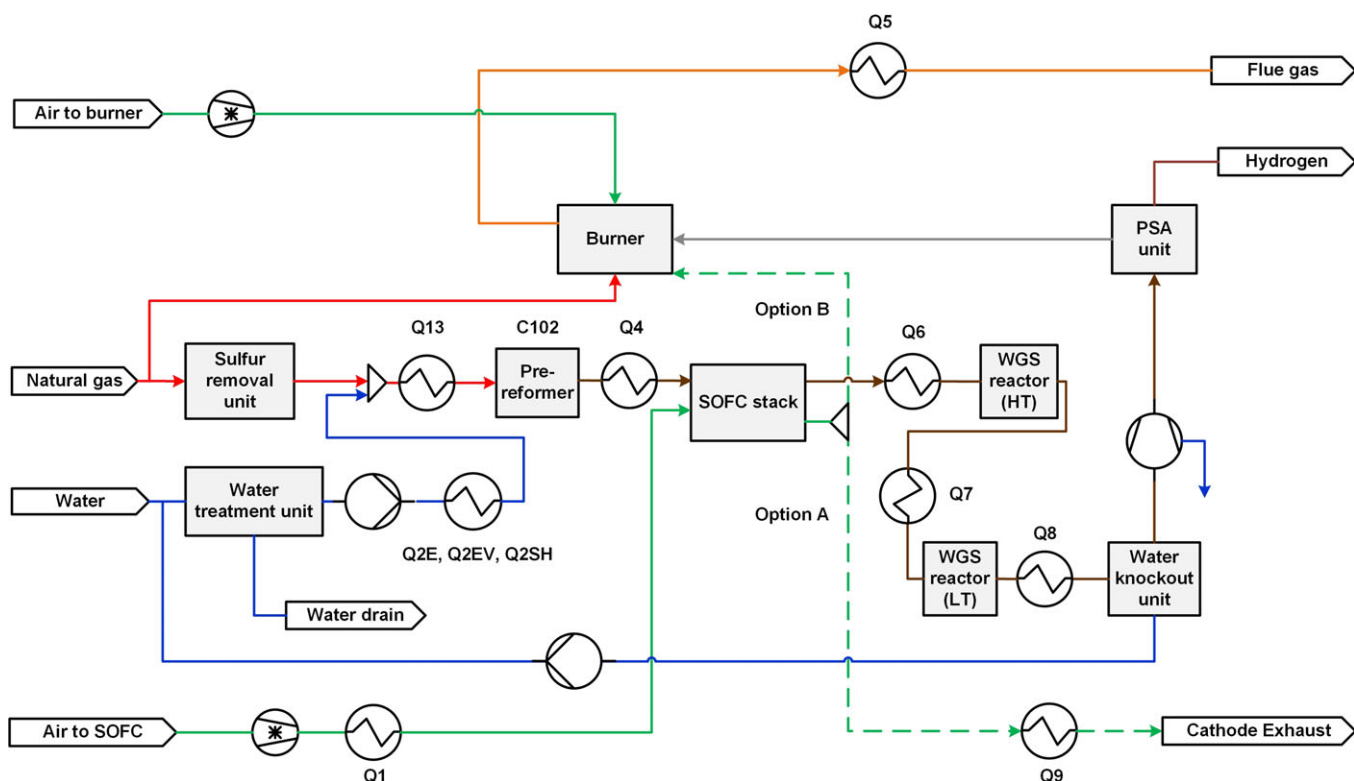 Q5
Flue gas
Air to burner
Hydrogen
Burner
PSA
unit
Option B
Natural gas
Sulfur
removal
unit
Q13
C102
Pre-
reformer
Q4
SOFC stack
Q6
WGS
reactor
(HT)
Water
Water
treatment unit
Q2E, Q2EV, Q2SH
Water drain
Option A
Q7
WGS
reactor
(LT)
Q8
Water
knockout
unit
Air to SOFC
Q1
Q9
Cathode Exhaust